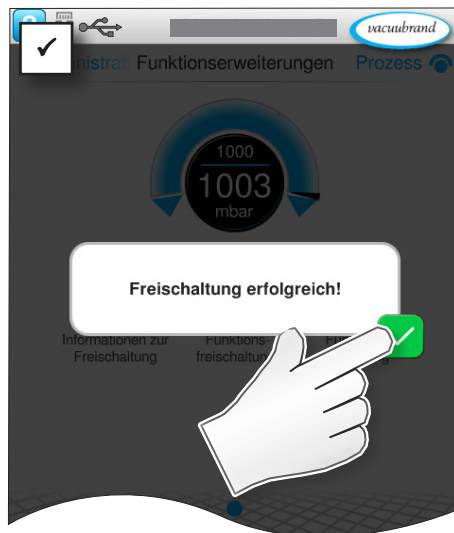 vacuubrand
Funktionserweiterungen Prozess
1000
1003
mbar
Freischaltung erfolgreich!
Informationen zur
Freischaltung